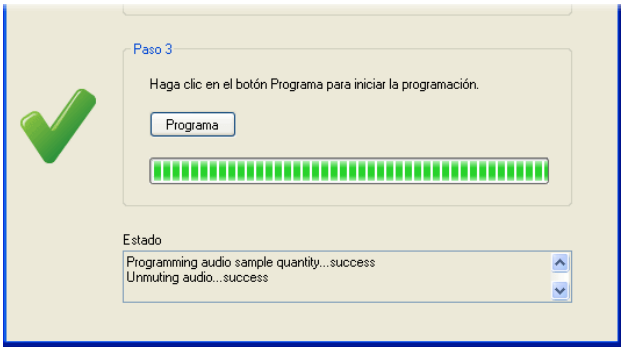 Paso 3
Haga clic en el botón Programa para iniciar la programación.
Programa
Estado
Programming audio sample quantity...success
Unmuting audio...success